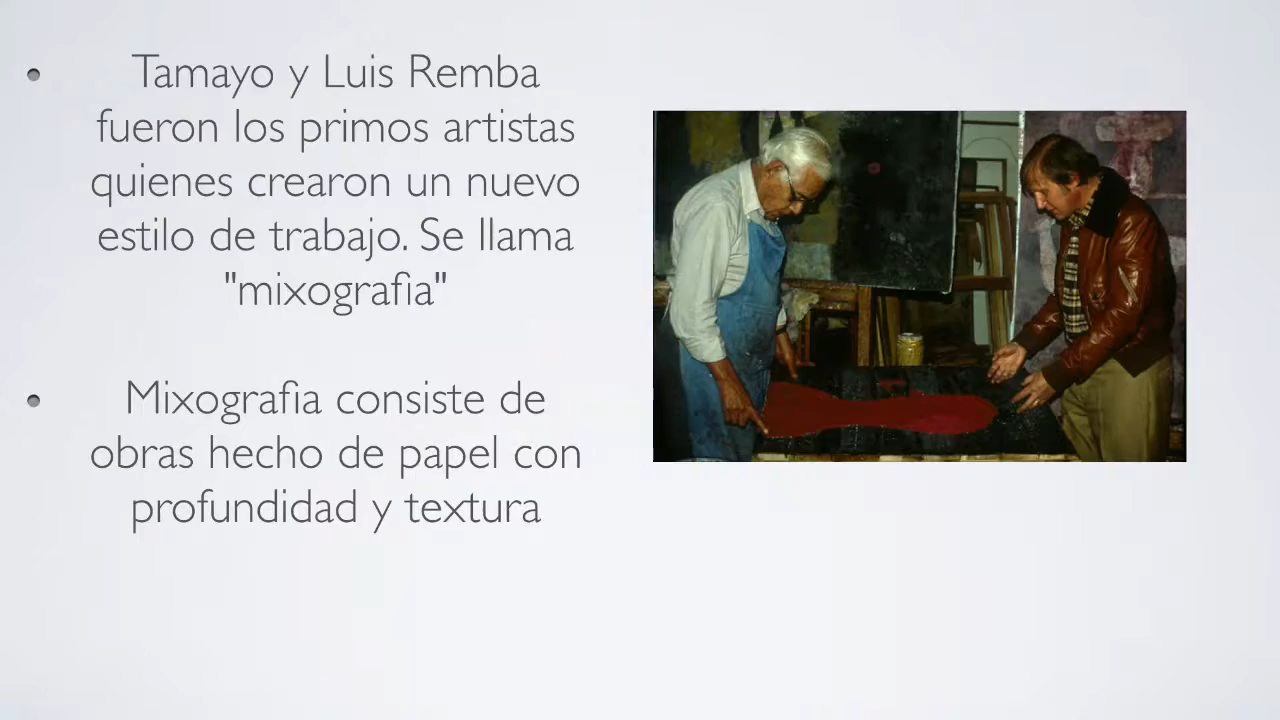 Tamayo y Luis Remba
fueron los primos artistas
quienes crearon un nuevo
estilo de trabajo. Se llama
"mixografia"
Mixografia consiste de
obras hecho de papel con
profundidad y textura